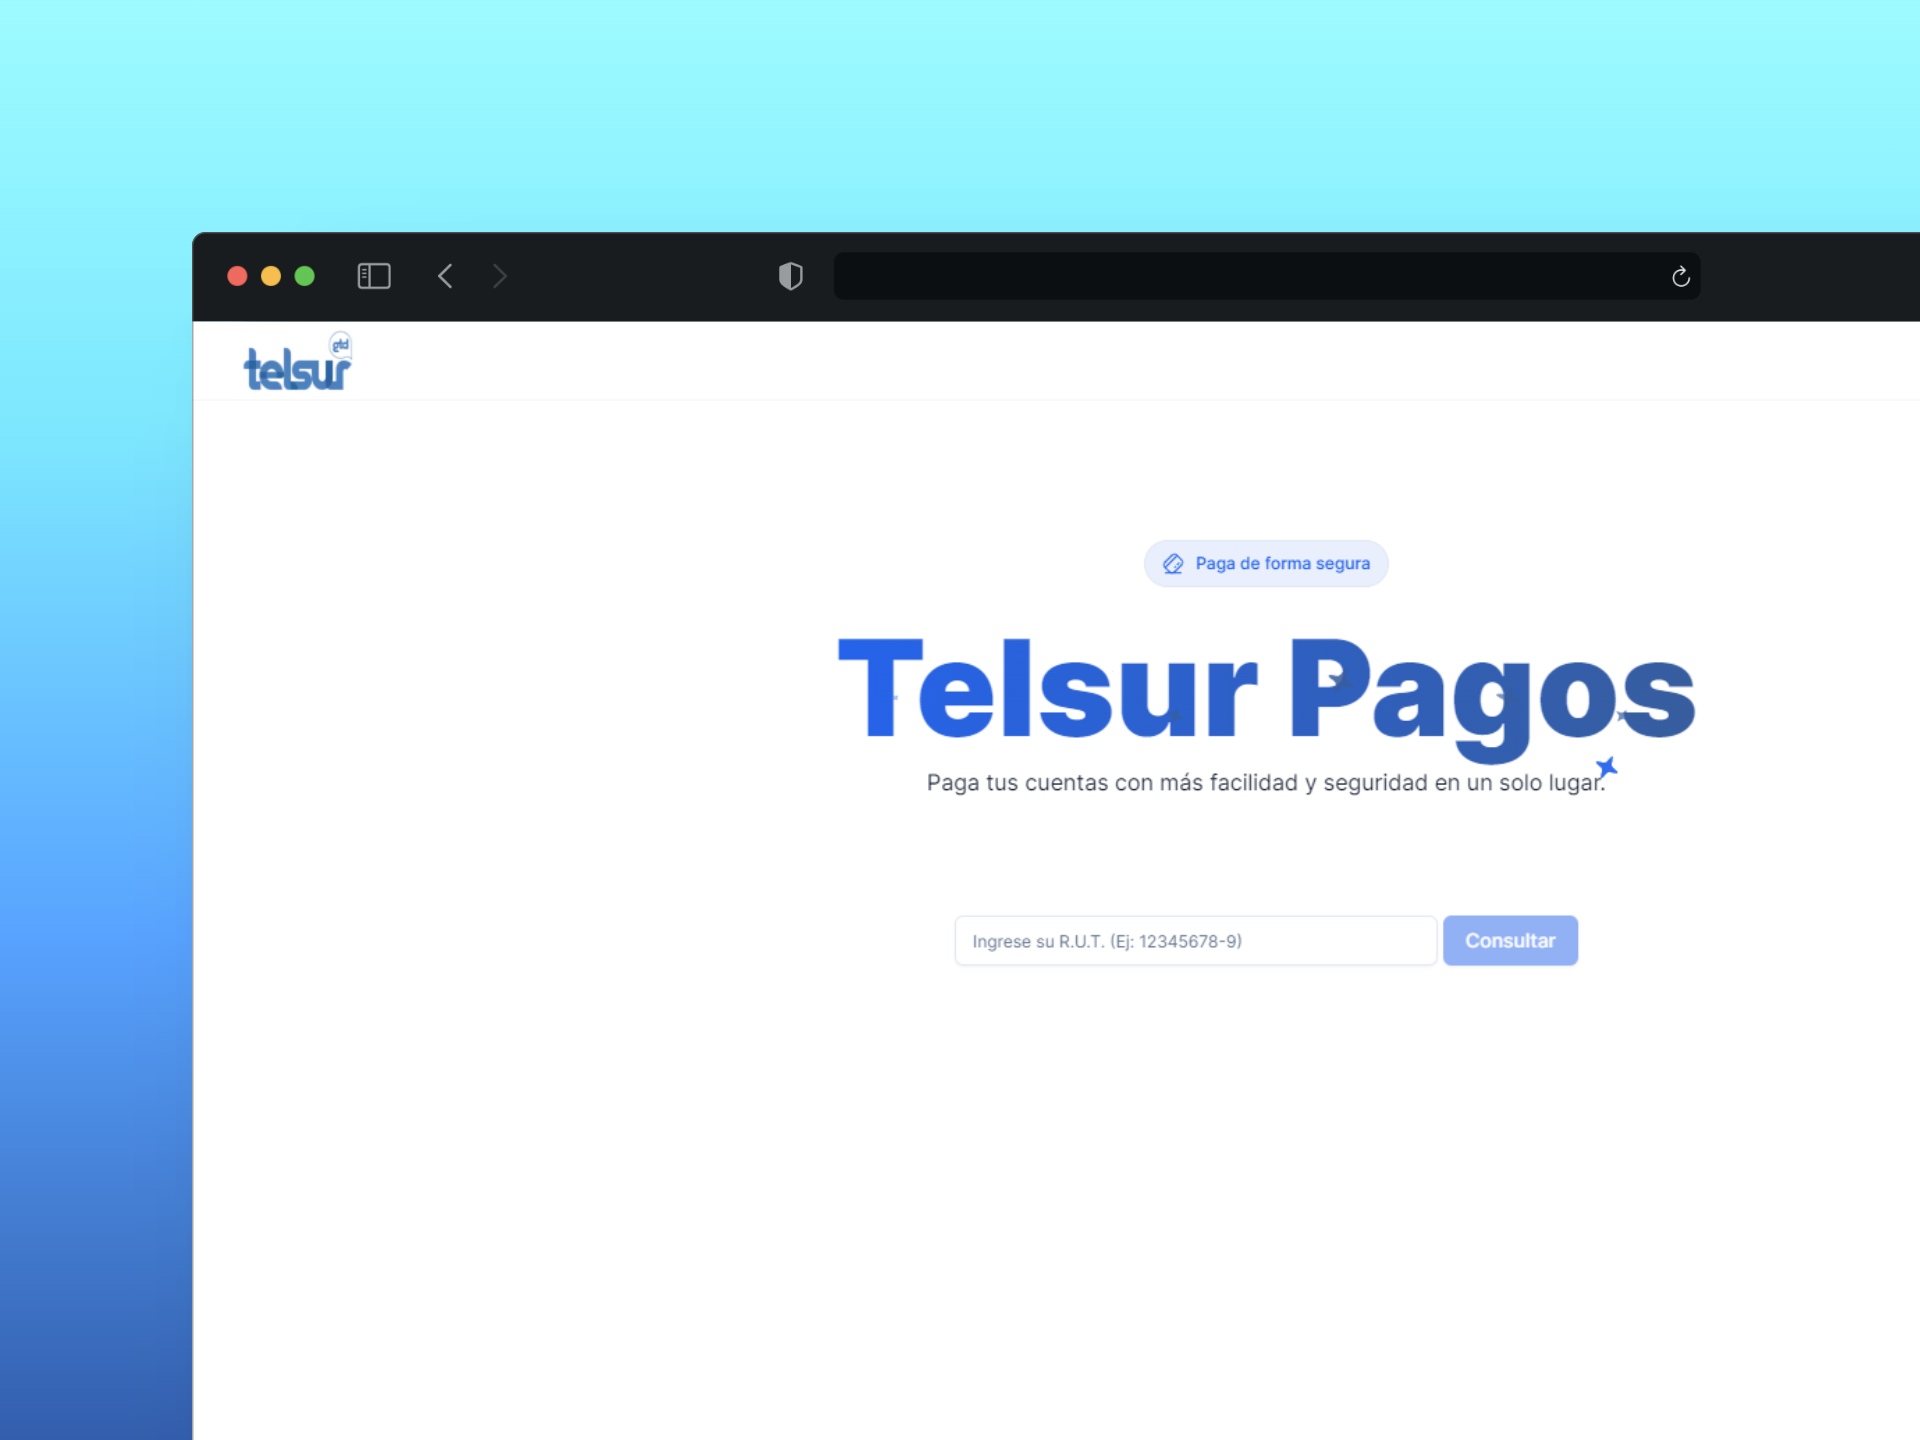 gtd
telsur
Paga de forma segura
Telsur Pagos
Paga tus cuentas con más facilidad y seguridad en un solo lugar.
Ingrese su R.U.T. (Ej: 12345678-9)
Consultar